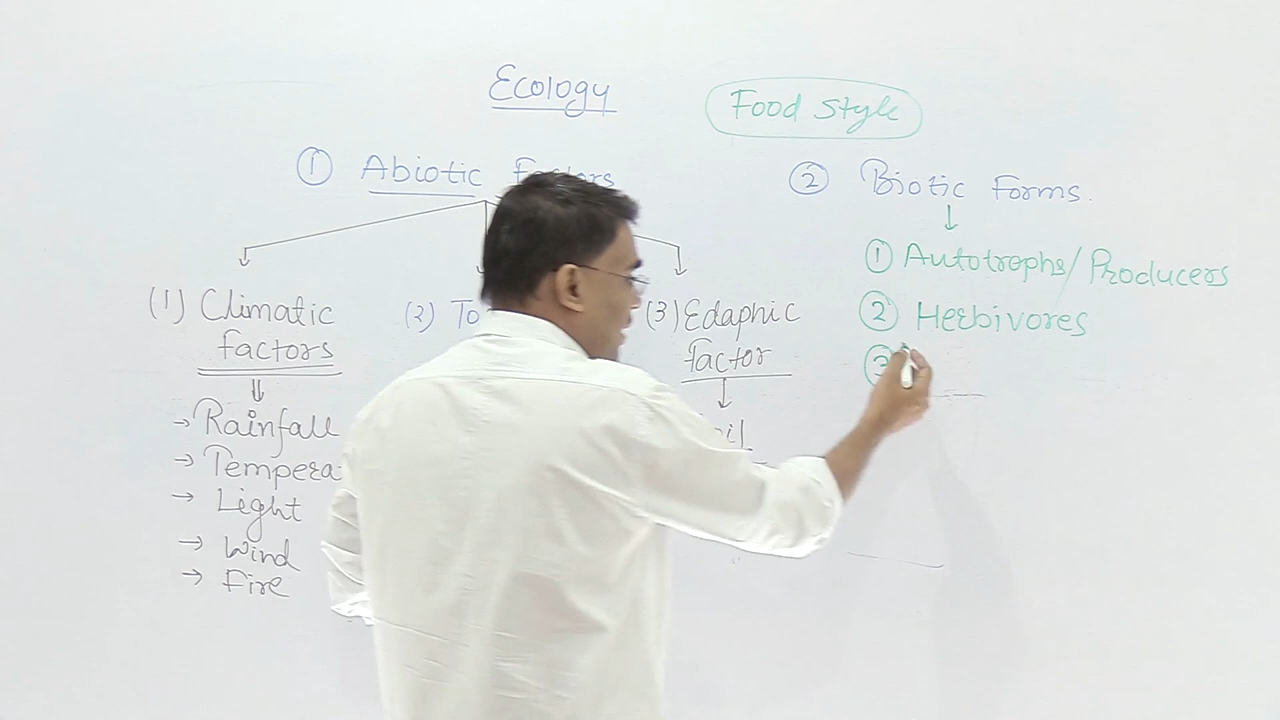 Ecology
Food Style
① Abiotic
② Biotic Forms.
↓
① Autotrophs/Producers
(1) Climatic
factors
(2)
(3) Edaphic
factor
② Herbivores
③
→ Rainfall
→
→ Light
→ Wind
→ Fire